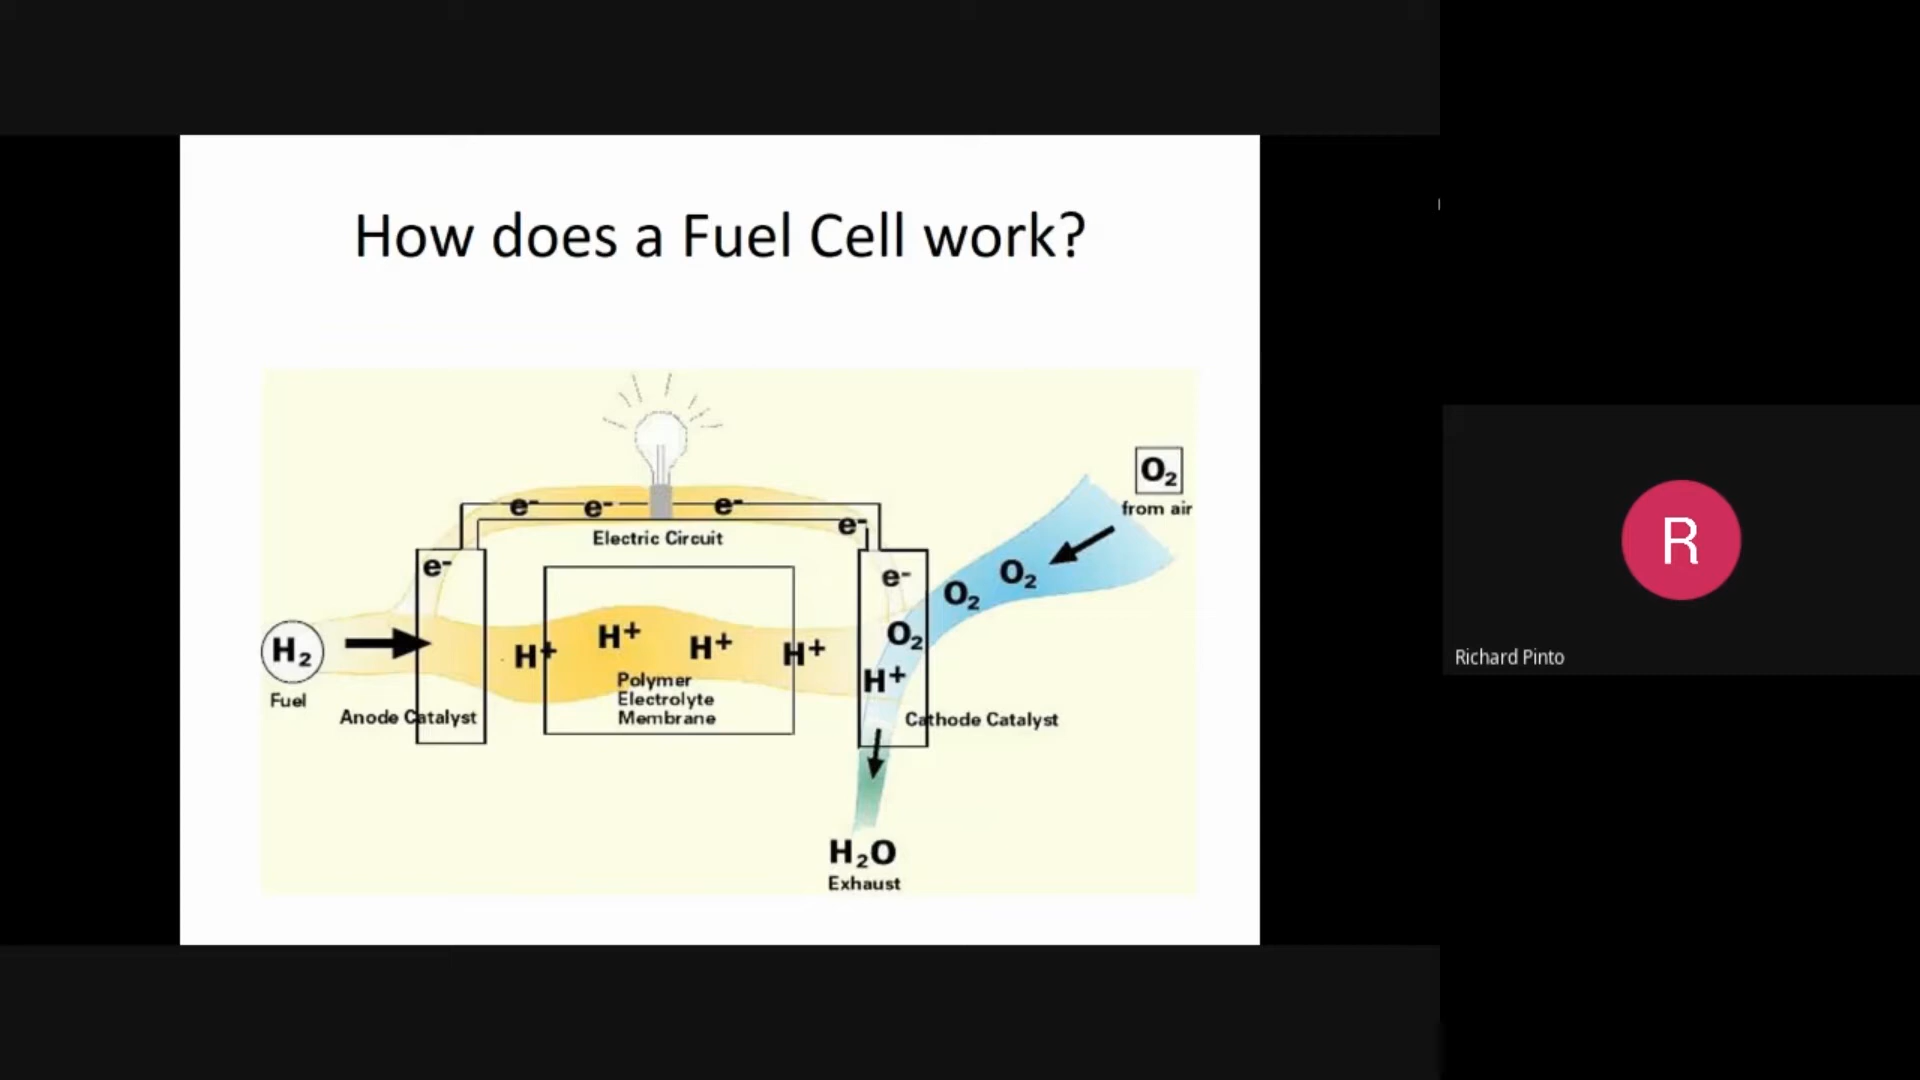 How does a Fuel Cell work?
O2
from air
e- e- e-
e-
Electric Circuit
e-
e-
O2
O2
H2
Fuel
H+
H+
H+
H+
O2
H+
Polymer
Electrolyte
Membrane
Anode Catalyst
Cathode Catalyst
H2O
Exhaust
R
Richard Pinto